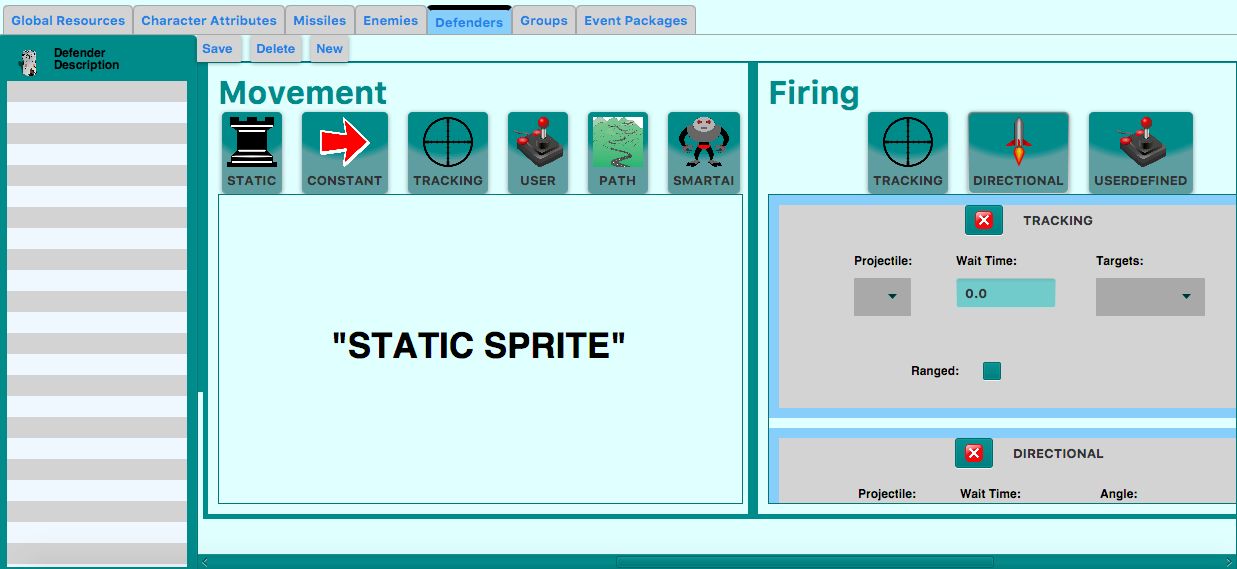 Global Resources
Character Attributes
Missiles
Enemies
Defenders
Groups
Event Packages
Defender
Description
Save
Delete
New
Movement
STATIC
CONSTANT
TRACKING
USER
PATH
SMARTAI
"STATIC SPRITE"
Firing
TRACKING
DIRECTIONAL
USERDEFINED
TRACKING
Projectile:
Wait Time:
Targets:
0.0
Ranged:
DIRECTIONAL
Projectile:
Wait Time:
Angle: